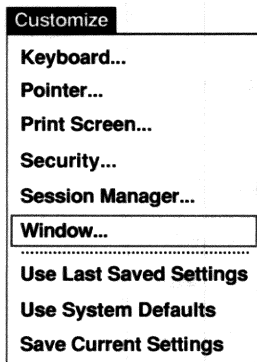 Customize
Keyboard...
Pointer...
Print Screen...
Security...
Session Manager...
Window...
Use Last Saved Settings
Use System Defaults
Save Current Settings